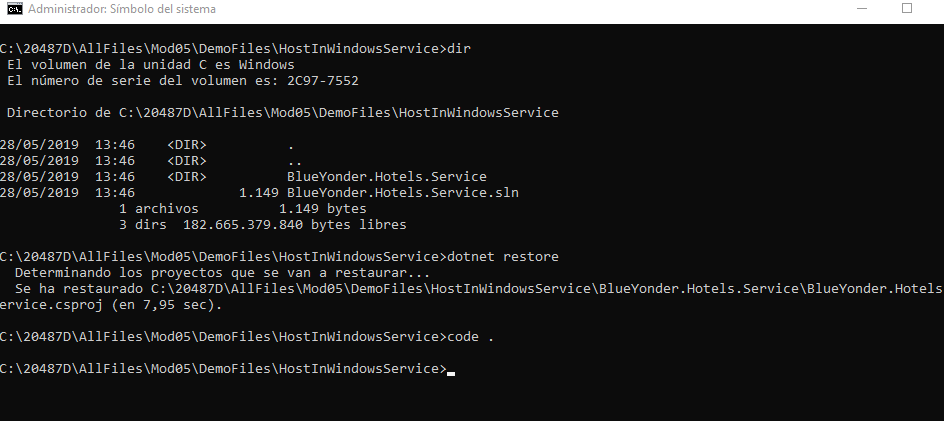 Administrador: Símbolo del sistema
C:\20487D\AllFiles\Mod05\DemoFiles\HostInWindowsService>dir
 El volumen de la unidad C es Windows
 El número de serie del volumen es: 2C97-7552
 Directorio de C:\20487D\AllFiles\Mod05\DemoFiles\HostInWindowsService
28/05/2019  13:46    <DIR>          .
28/05/2019  13:46    <DIR>          ..
28/05/2019  13:46    <DIR>          BlueYonder.Hotels.Service
28/05/2019  13:46             1.149 BlueYonder.Hotels.Service.sln
               1 archivos          1.149 bytes
               3 dirs  182.665.379.840 bytes libres
C:\20487D\AllFiles\Mod05\DemoFiles\HostInWindowsService>dotnet restore
  Determinando los proyectos que se van a restaurar...
  Se ha restaurado C:\20487D\AllFiles\Mod05\DemoFiles\HostInWindowsService\BlueYonder.Hotels.Service\BlueYonder.Hotels
ervice.csproj (en 7,95 sec).
C:\20487D\AllFiles\Mod05\DemoFiles\HostInWindowsService>code .
C:\20487D\AllFiles\Mod05\DemoFiles\HostInWindowsService>